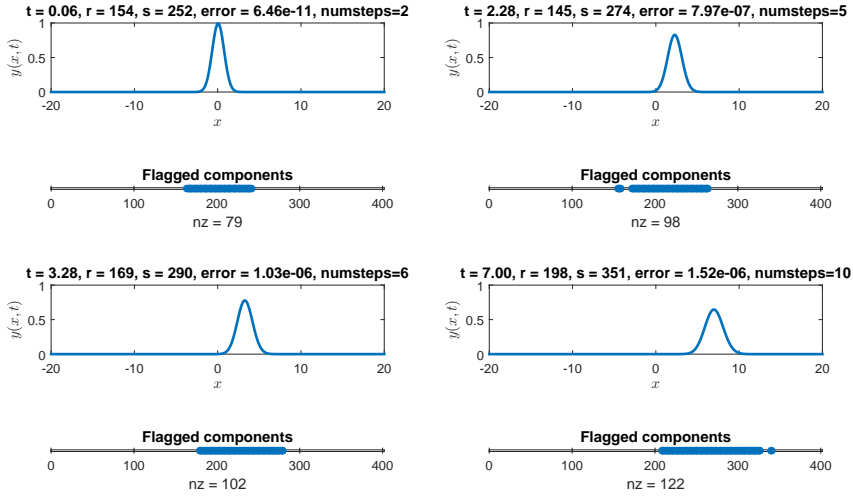 t = 0.06, r = 154, s = 252, error = 6.46e-11, numsteps=2
1
0.5
0
y(x, t)
-20 -10 0 10 20
x
Flagged components
0 100 200 300 400
nz = 79
t = 2.28, r = 145, s = 274, error = 7.97e-07, numsteps=5
1
0.5
0
y(x, t)
-20 -10 0 10 20
x
Flagged components
0 100 200 300 400
nz = 98
t = 3.28, r = 169, s = 290, error = 1.03e-06, numsteps=6
1
0.5
0
y(x, t)
-20 -10 0 10 20
x
Flagged components
0 100 200 300 400
nz = 102
t = 7.00, r = 198, s = 351, error = 1.52e-06, numsteps=10
1
0.5
0
y(x, t)
-20 -10 0 10 20
x
Flagged components
0 100 200 300 400
nz = 122